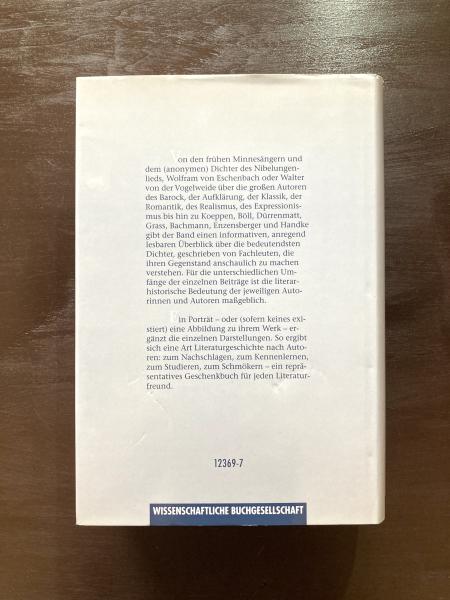 Von den frühen Minnesängern und
dem (anonymen) Dichter des Nibelungen-
lieds, Wolfram von Eschenbach oder Walter
von der Vogelweide über die großen Autoren
des Barock, der Aufklärung, der Klassik, der
Romantik, des Realismus, des Expressionis-
mus bis hin zu Koeppen, Böll, Dürrenmatt,
Grass, Bachmann, Enzensberger und Handke
gibt der Band einen informativen, anregend
lesbaren Überblick über die bedeutendsten
Dichter, geschrieben von Fachleuten, die
ihren Gegenstand anschaulich zu machen
verstehen. Für die unterschiedlichen Um-
fänge der einzelnen Beiträge ist die literar-
historische Bedeutung der jeweiligen Auto-
rinnen und Autoren maßgeblich.
Ein Porträt – oder (sofern keines exi-
stiert) eine Abbildung zu ihrem Werk – er-
gänzt die einzelnen Darstellungen. So ergibt
sich eine Art Literaturgeschichte nach Auto-
ren: zum Nachschlagen, zum Kennenlernen,
zum Studieren, zum Schmökern – ein reprä-
sentatives Geschenkbuch für jeden Literatur-
freund.
12369-7
WISSENSCHAFTLICHE BUCHGESELLSCHAFT